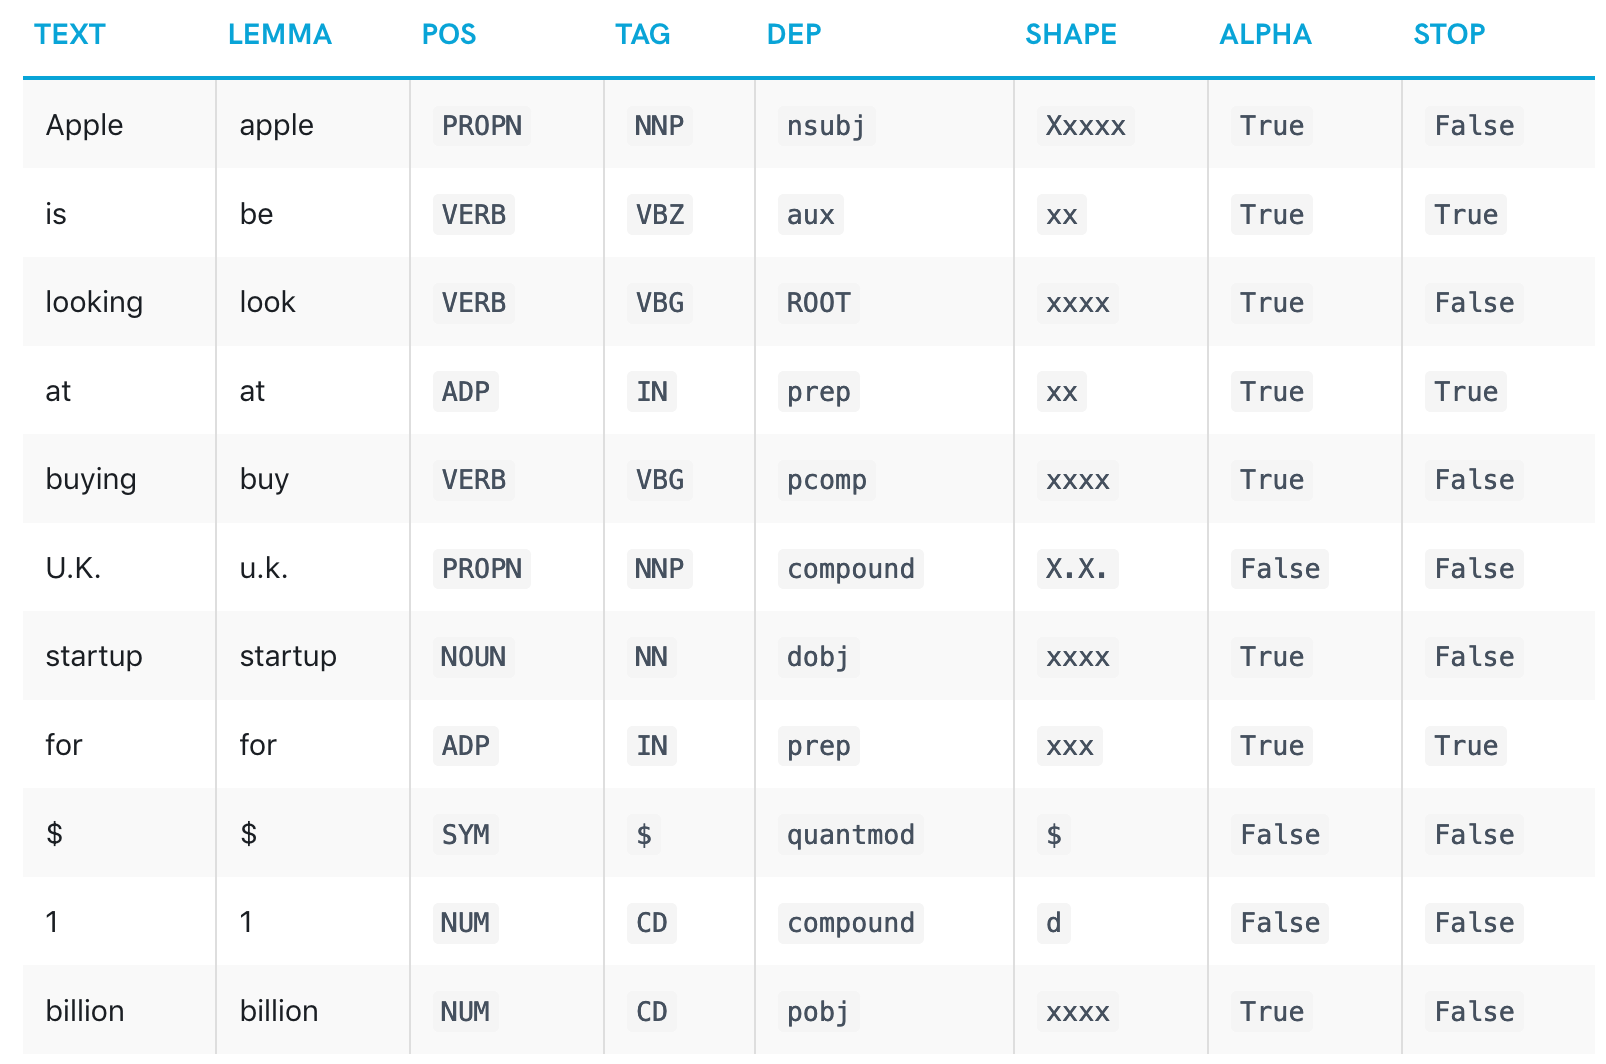 TEXT LEMMA POS TAG DEP SHAPE ALPHA STOP
Apple apple PROPN NNP nsubj Xxxxx True False
is be VERB VBZ aux xx True True
looking look VERB VBG ROOT xxxx True False
at at ADP IN prep xx True True
buying buy VERB VBG pcomp xxxx True False
U.K. u.k. PROPN NNP compound X.X. False False
startup startup NOUN NN dobj xxxx True False
for for ADP IN prep xxx True True
$ $ SYM $ quantmod $ False False
1 1 NUM CD compound d False False
billion billion NUM CD pobj xxxx True False